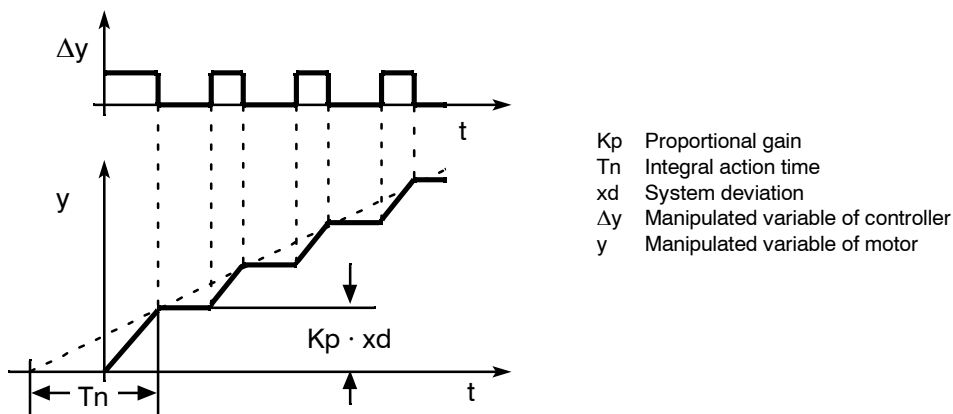 Δy
t
y
Kp · xd
Tn
t
Kp Proportional gain
Tn Integral action time
xd System deviation
Δy Manipulated variable of controller
y Manipulated variable of motor